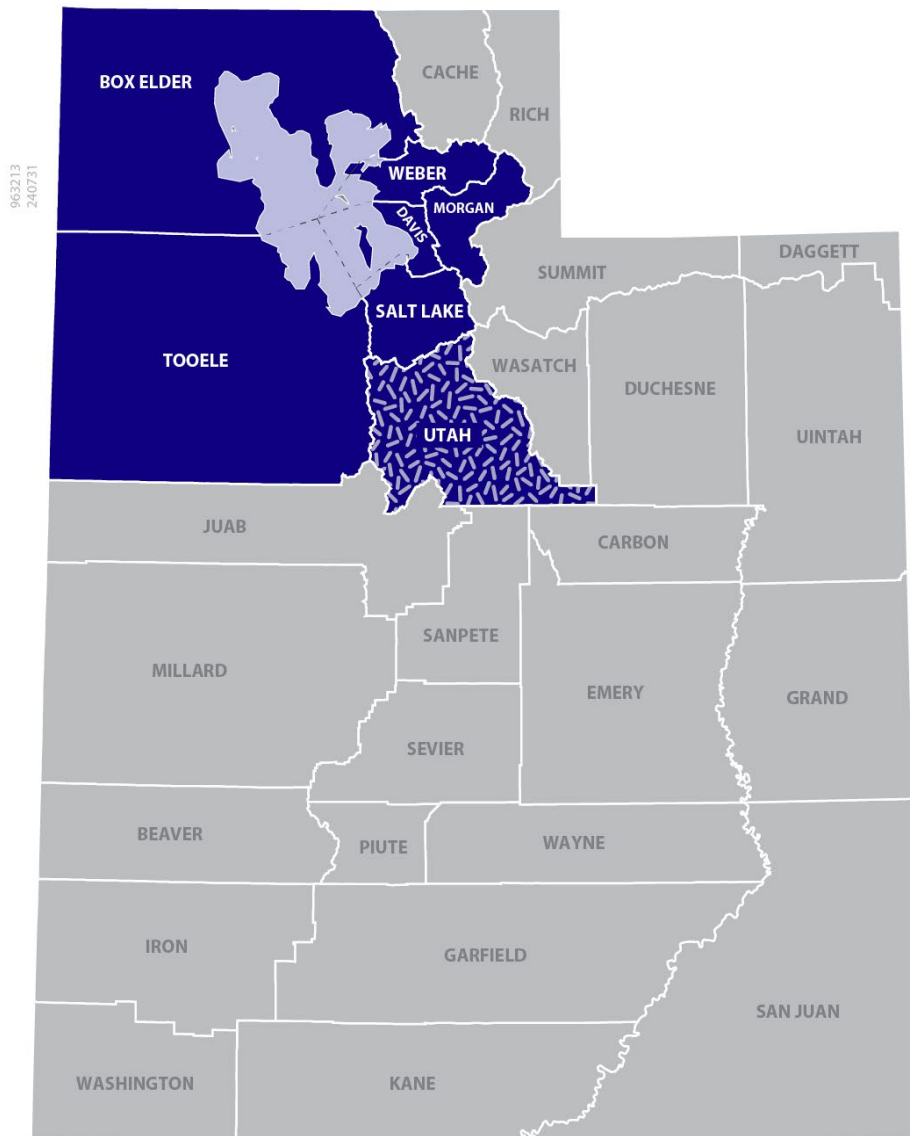 CACHE
BOX ELDER
RICH
963213
240731
WEBER
MORGAN
DAVIS
DAGGETT
SUMMIT
SALT LAKE
TOOELE
WASATCH
DUCHESNE
UINTAH
UTAH
JUAB
CARBON
SANPETE
MILLARD
EMERY
GRAND
SEVIER
BEAVER
PIUTE
WAYNE
IRON
GARFIELD
SAN JUAN
WASHINGTON
KANE